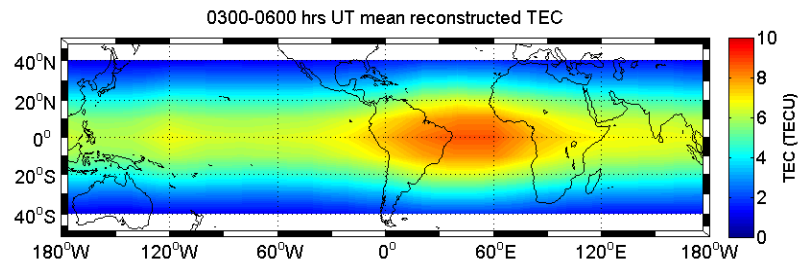 0300-0600 hrs UT mean reconstructed TEC
40°N
20°N
0°
20°S
40°S
180°W 120°W 60°W 0° 60°E 120°E 180°W
10
8
6
4
2
0
TEC (TECU)